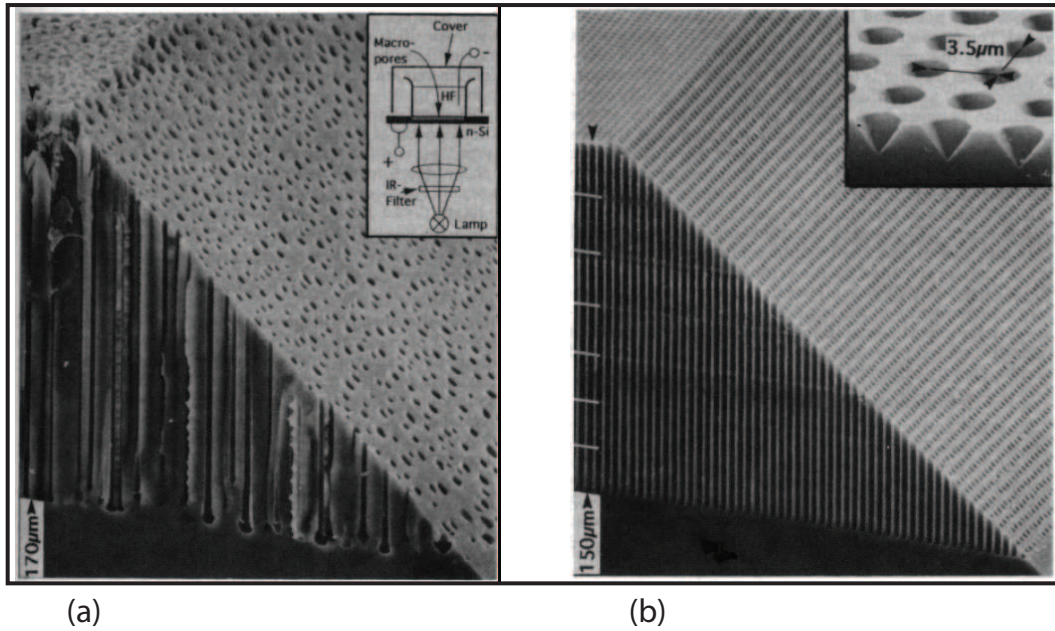 Cover
Macro-
pores
-
HF
n-Si
+
IR-
Filter
Lamp
170µm
3.5µm
150µm
(a)
(b)